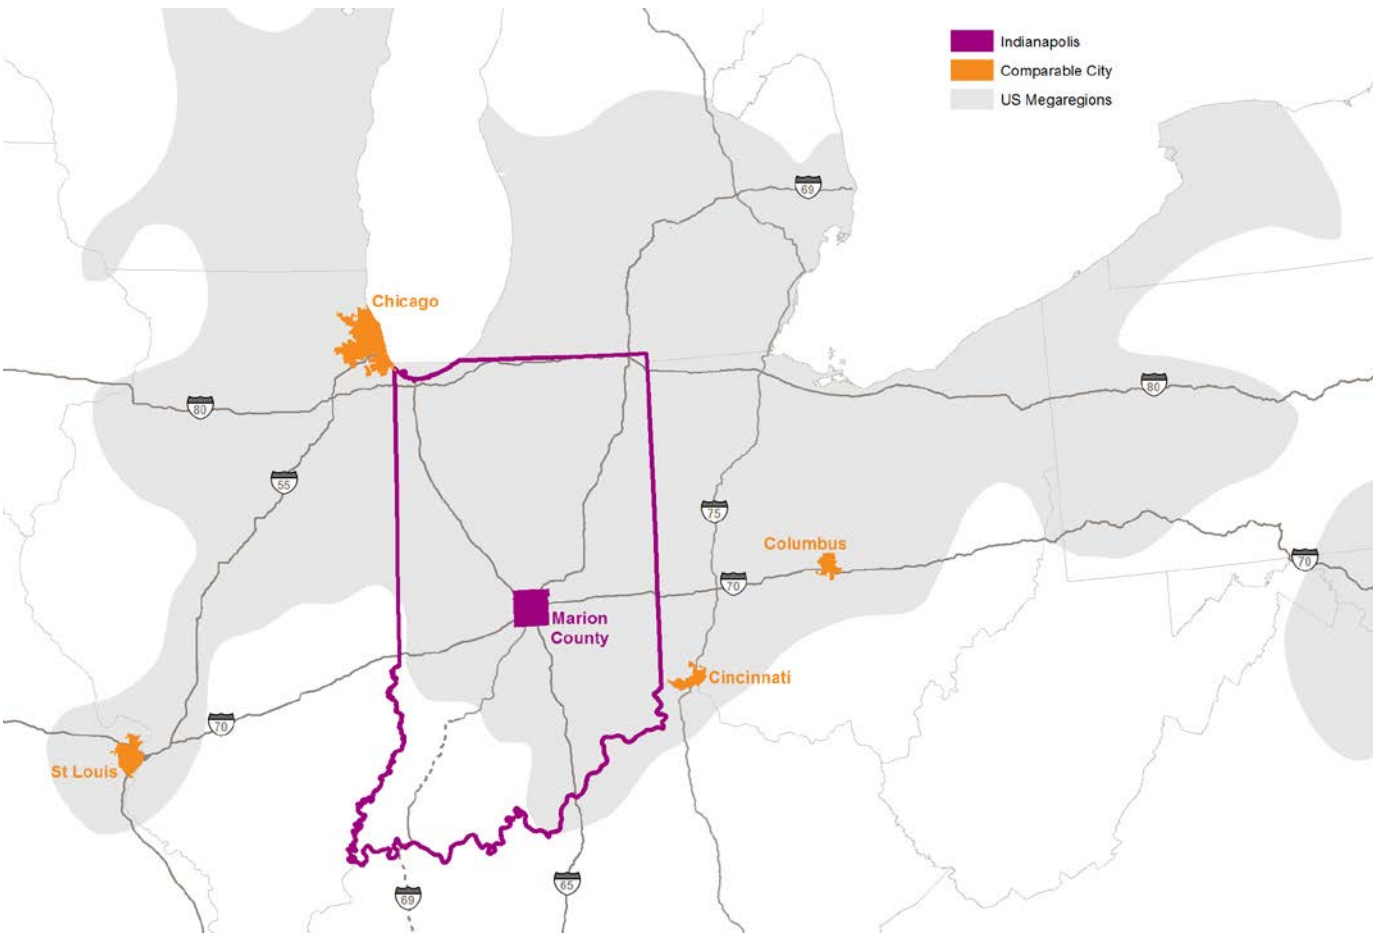 Indianapolis
Comparable City
US Megaregions
69
Chicago
80
80
55
75
Columbus
70
70
Marion
County
Cincinnati
70
St Louis
65
69